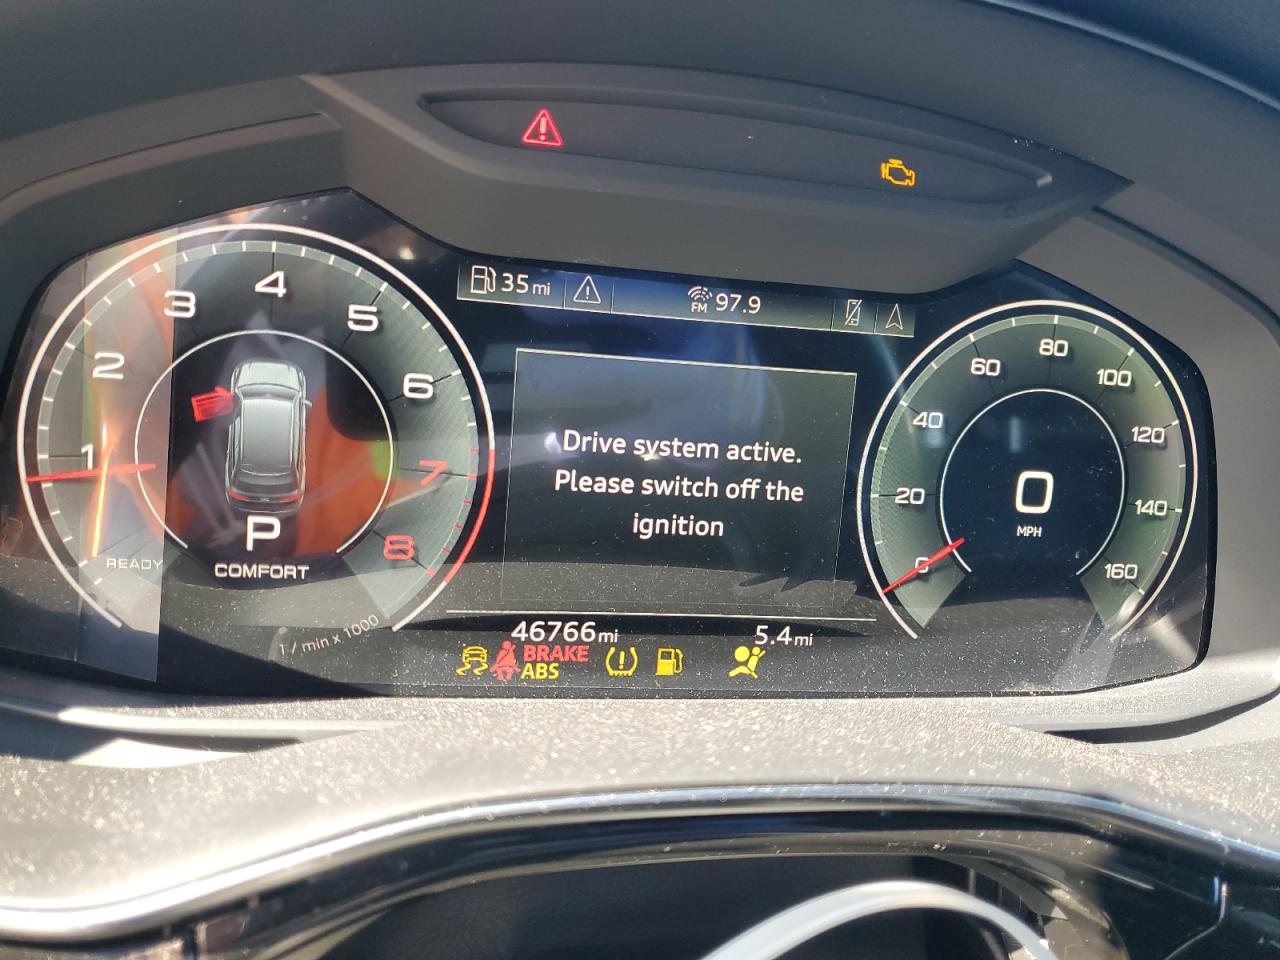 35 mi
FM 97.9
1
2
3
4
5
6
7
8
P
COMFORT
READY
1 / min x 1000
Drive system active.
Please switch off the
ignition
0
20
40
60
80
100
120
140
160
0
MPH
46766 mi
5.4 mi
BRAKE
ABS